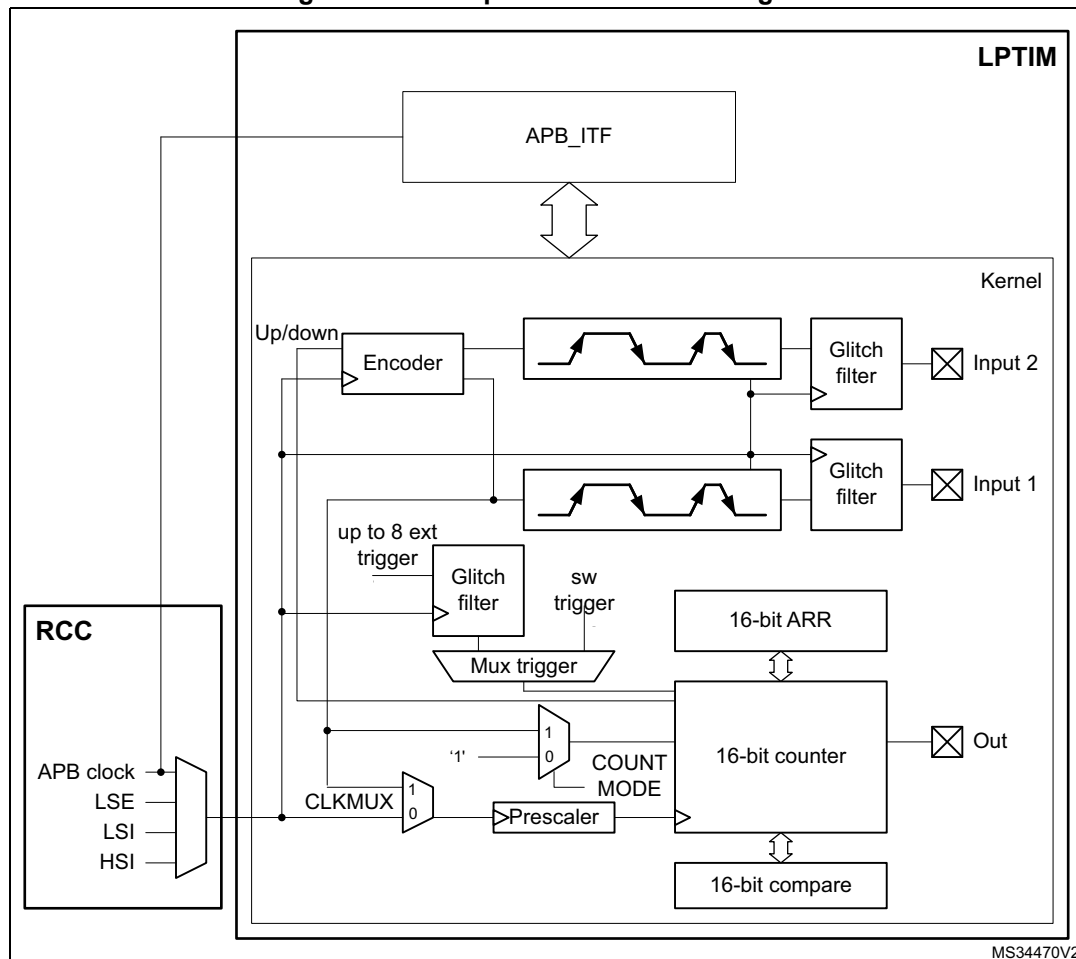 LPTIM
APB_ITF
Kernel
Up/down
Encoder
Glitch
filter
Input 2
Glitch
filter
Input 1
up to 8 ext
trigger
Glitch
filter
sw
trigger
16-bit ARR
RCC
Mux trigger
1
0
'1'
16-bit counter
Out
COUNT
MODE
APB clock
LSE
LSI
HSI
CLKMUX
1
0
Prescaler
16-bit compare
MS34470V2